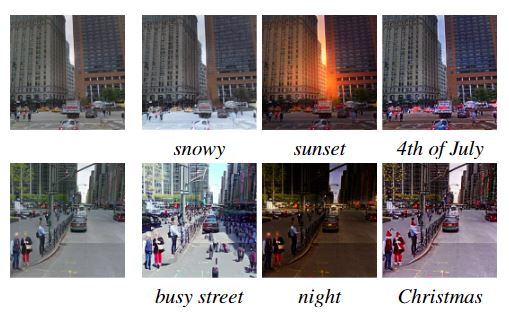 snowy
sunset
4th of July
busy street
night
Christmas